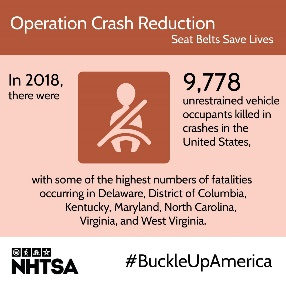 Operation Crash Reduction
Seat Belts Save Lives
In 2018,
there were
9,778
unrestrained vehicle
occupants killed in
crashes in the
United States,
with some of the highest numbers of fatalities
occurring in Delaware, District of Columbia,
Kentucky, Maryland, North Carolina,
Virginia, and West Virginia.
NHTSA
#BuckleUpAmerica